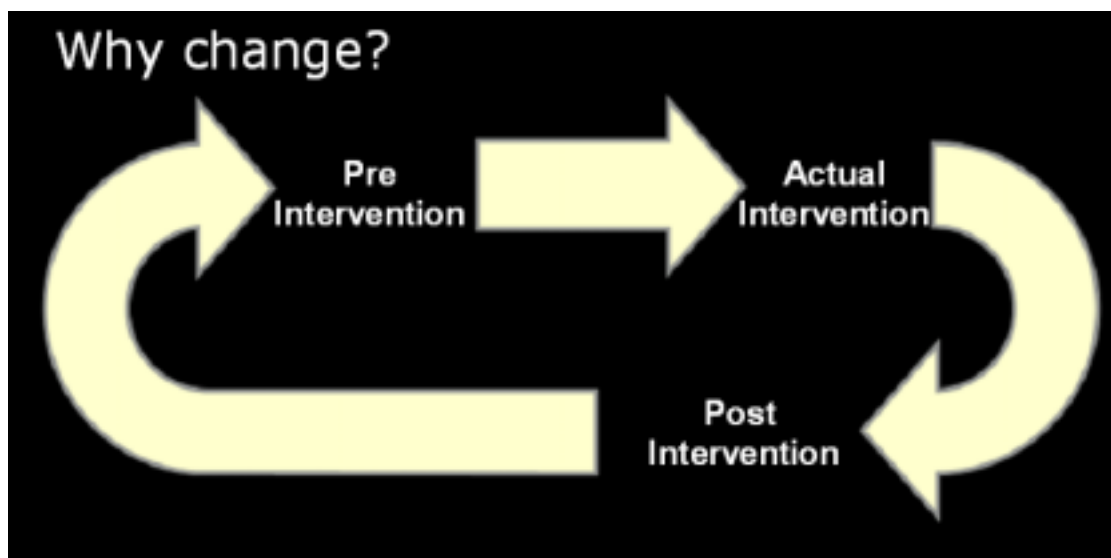 Why change?
Pre
Intervention
Actual
Intervention
Post
Intervention